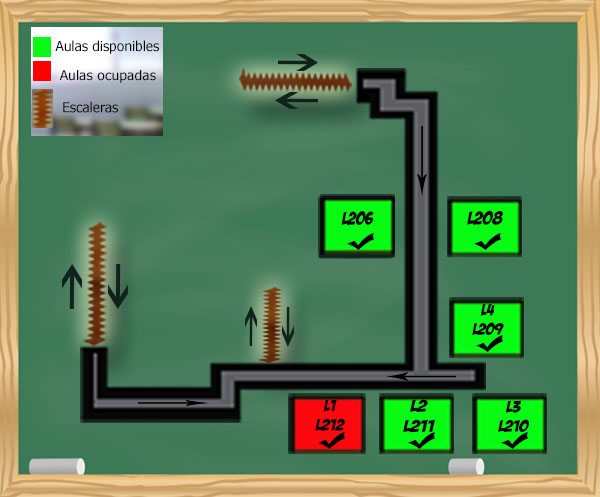 Aulas disponibles
Aulas ocupadas
Escaleras
L206
L208
L4
L209
L1
L212
L2
L211
L3
L210